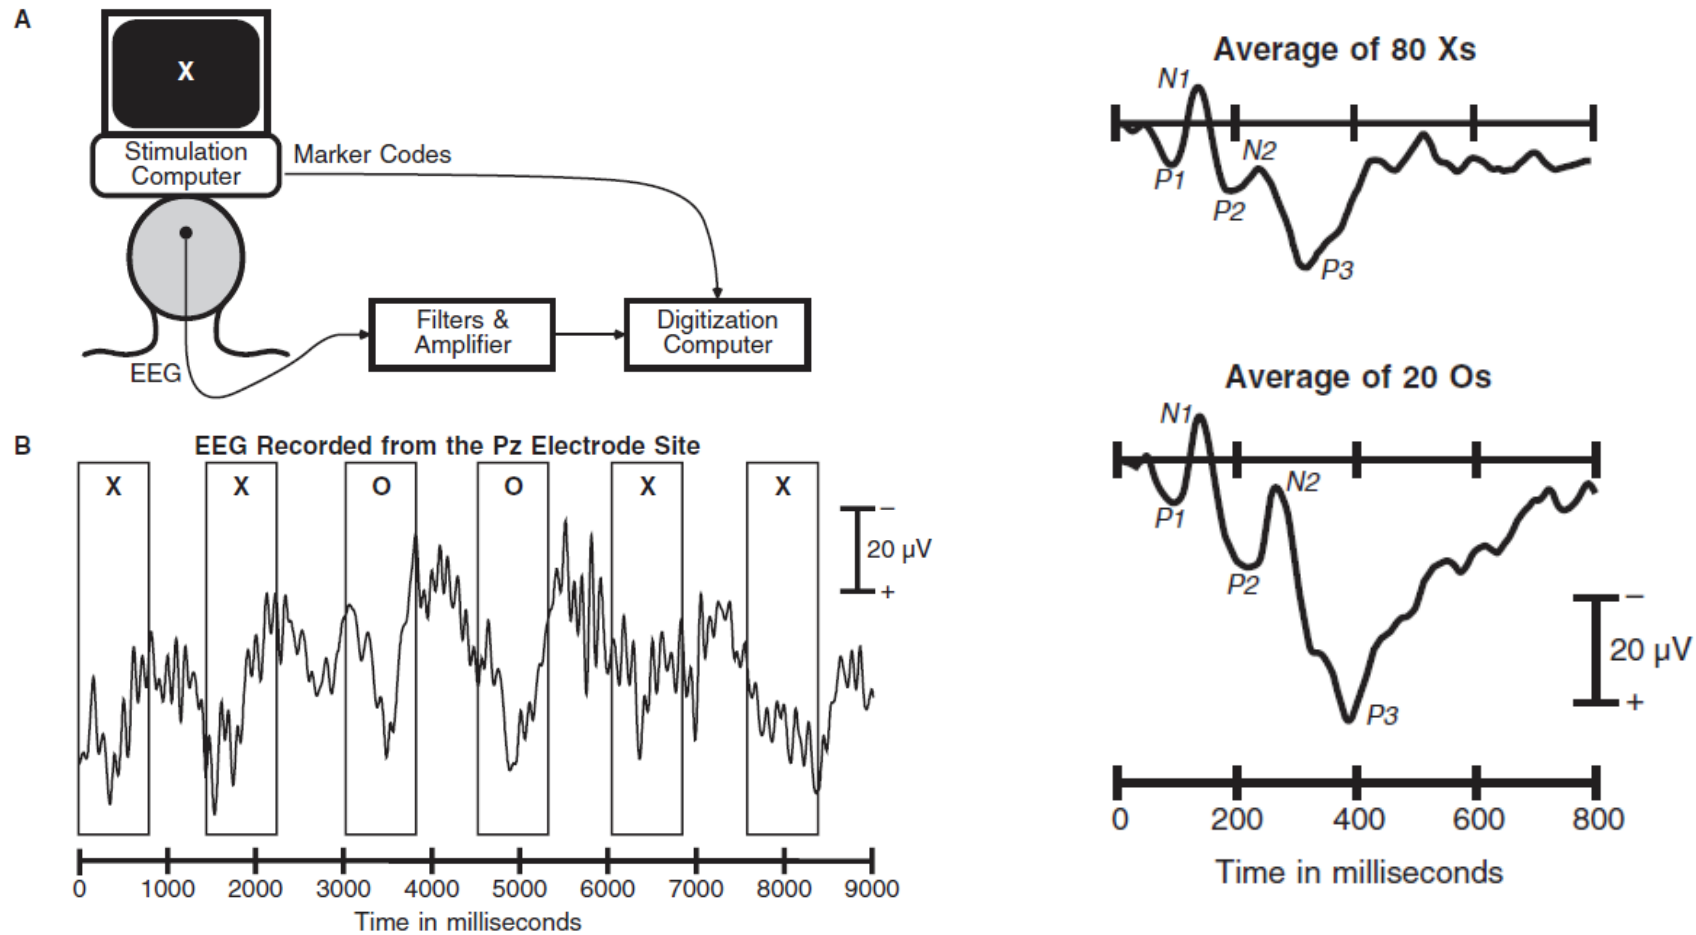 A
X
Stimulation
Computer
Marker Codes
EEG
Filters &
Amplifier
Digitization
Computer
B
EEG Recorded from the Pz Electrode Site
X X O O X X
−
20 µV
+
0 1000 2000 3000 4000 5000 6000 7000 8000 9000
Time in milliseconds
Average of 80 Xs
N1
N2
P1
P2
P3
Average of 20 Os
N1
N2
P1
P2
P3
−
20 µV
+
0 200 400 600 800
Time in milliseconds